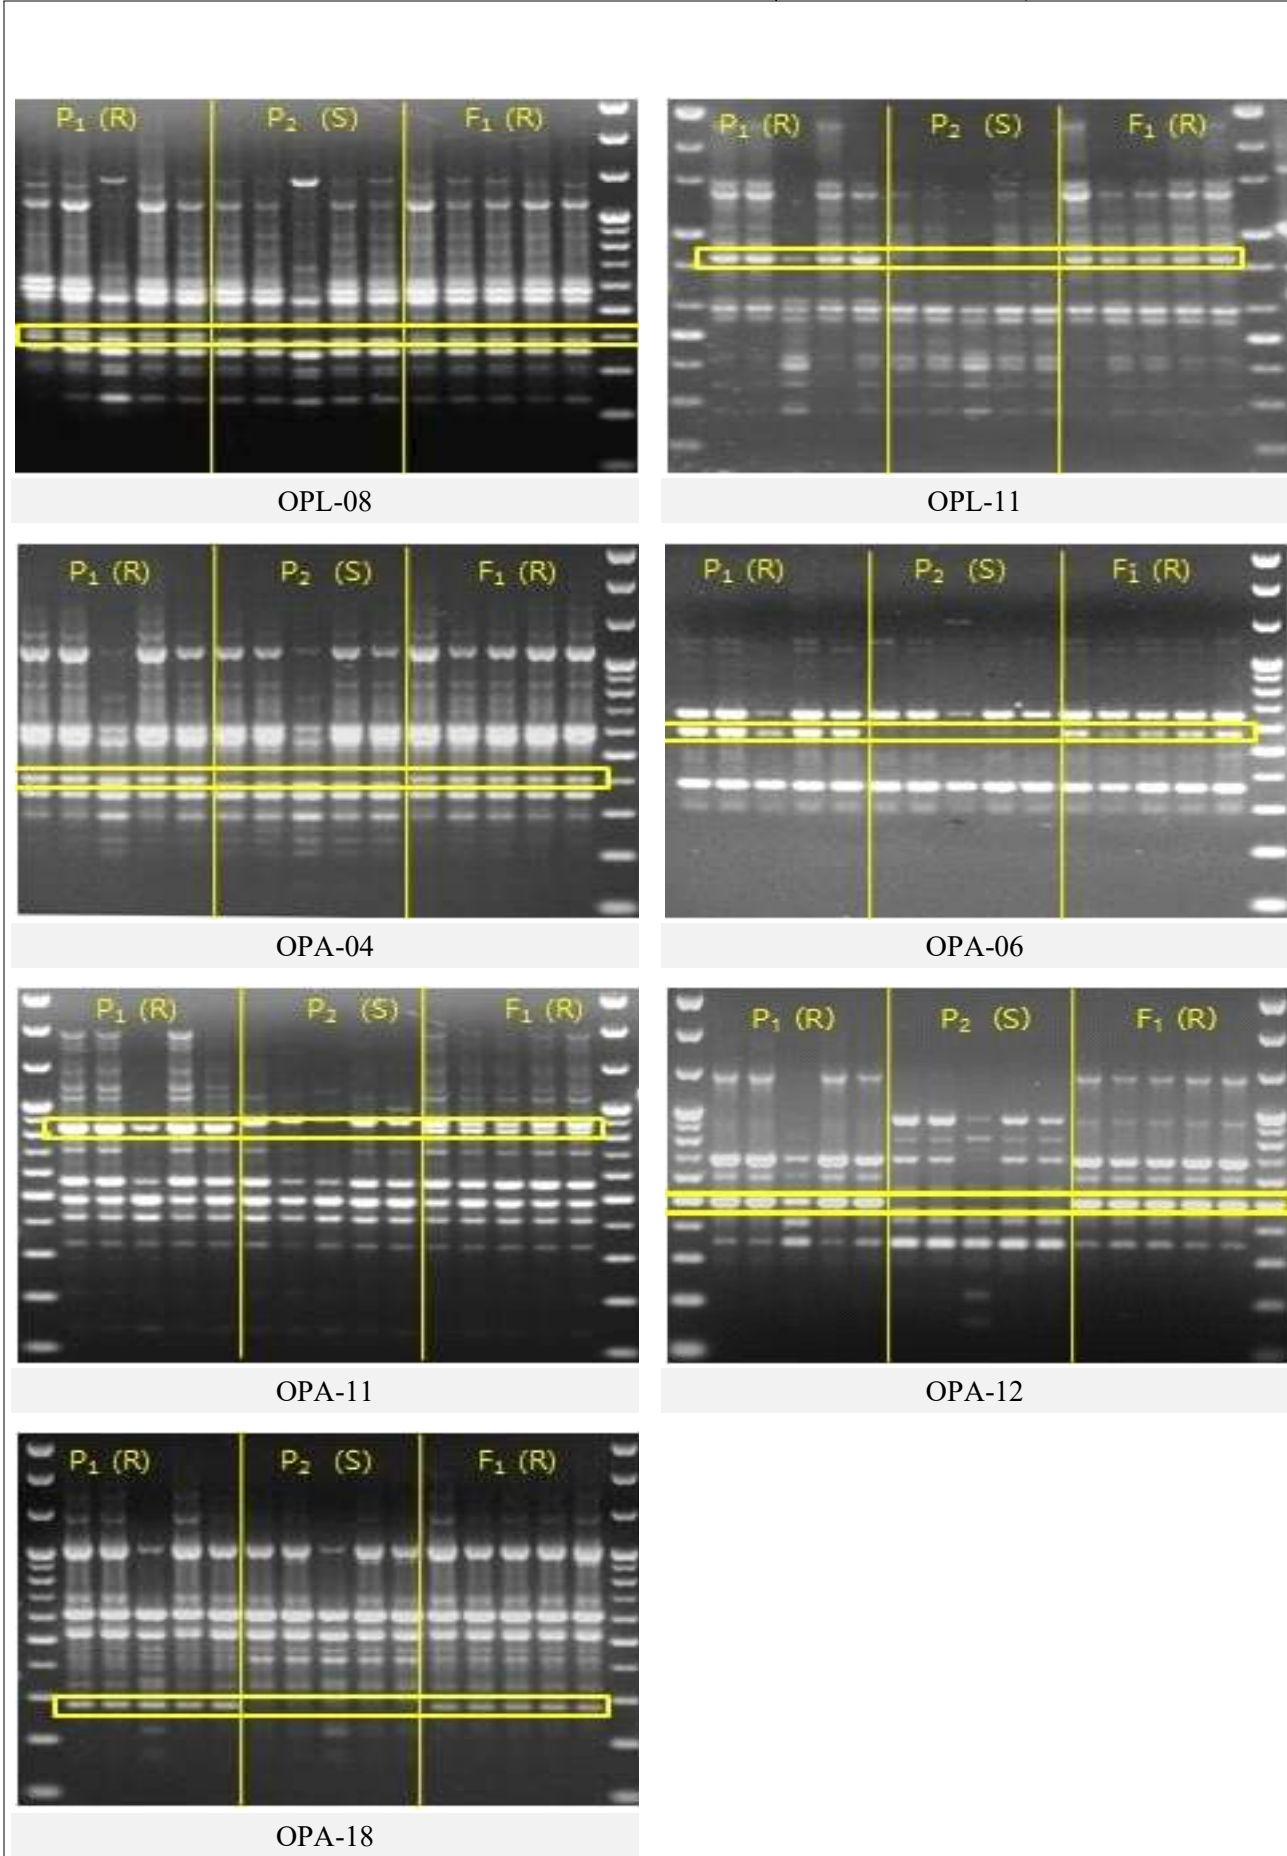 P₁ (R) P₂ (S) F₁ (R) P₁ (R) P₂ (S) F₁ (R)
OPL-08 OPL-11
P₁ (R) P₂ (S) F₁ (R) P₁ (R) P₂ (S) F₁ (R)
OPA-04 OPA-06
P₁ (R) P₂ (S) F₁ (R) P₁ (R) P₂ (S) F₁ (R)
OPA-11 OPA-12
P₁ (R) P₂ (S) F₁ (R)
OPA-18